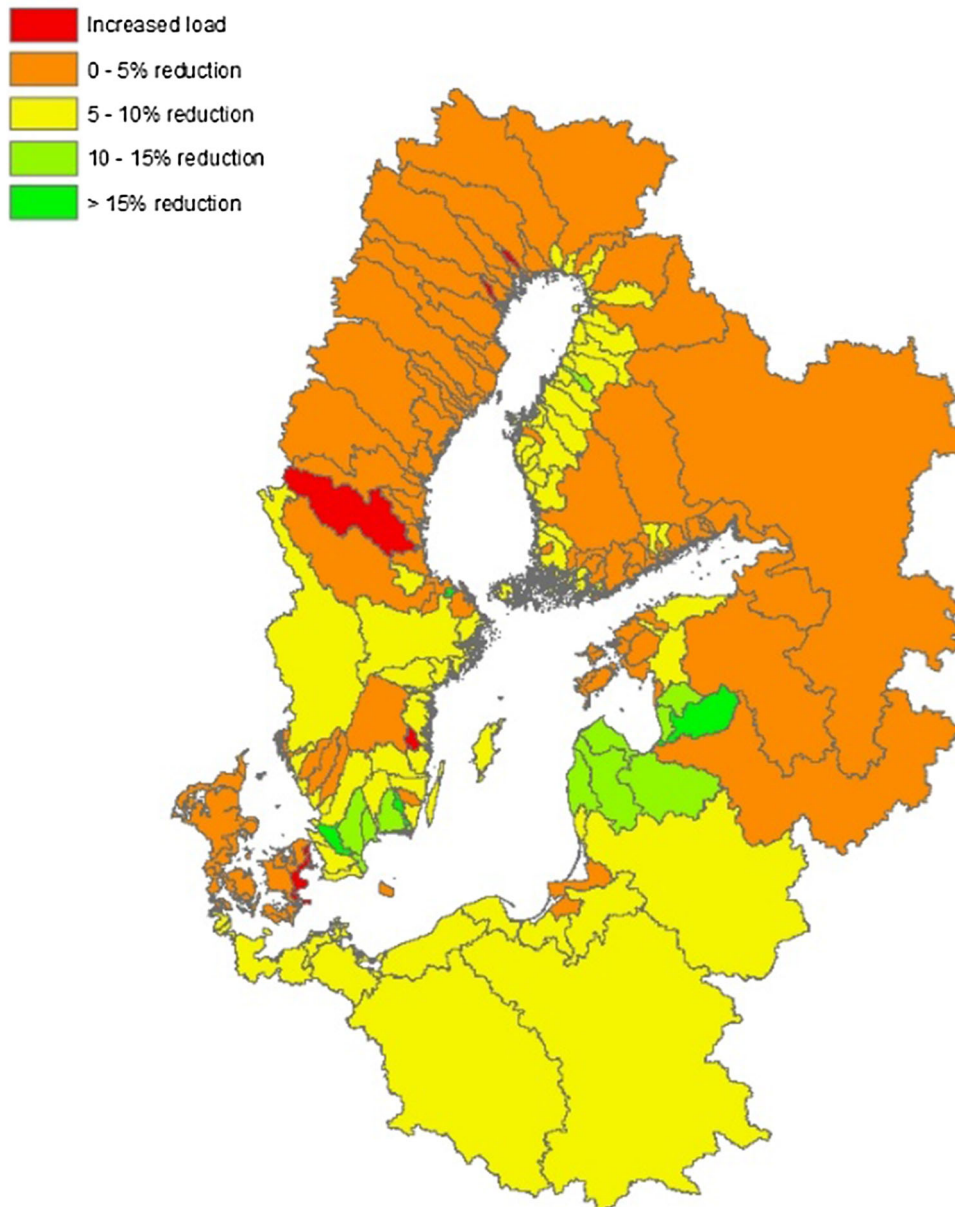 Increased load
0 - 5% reduction
5 - 10% reduction
10 - 15% reduction
> 15% reduction